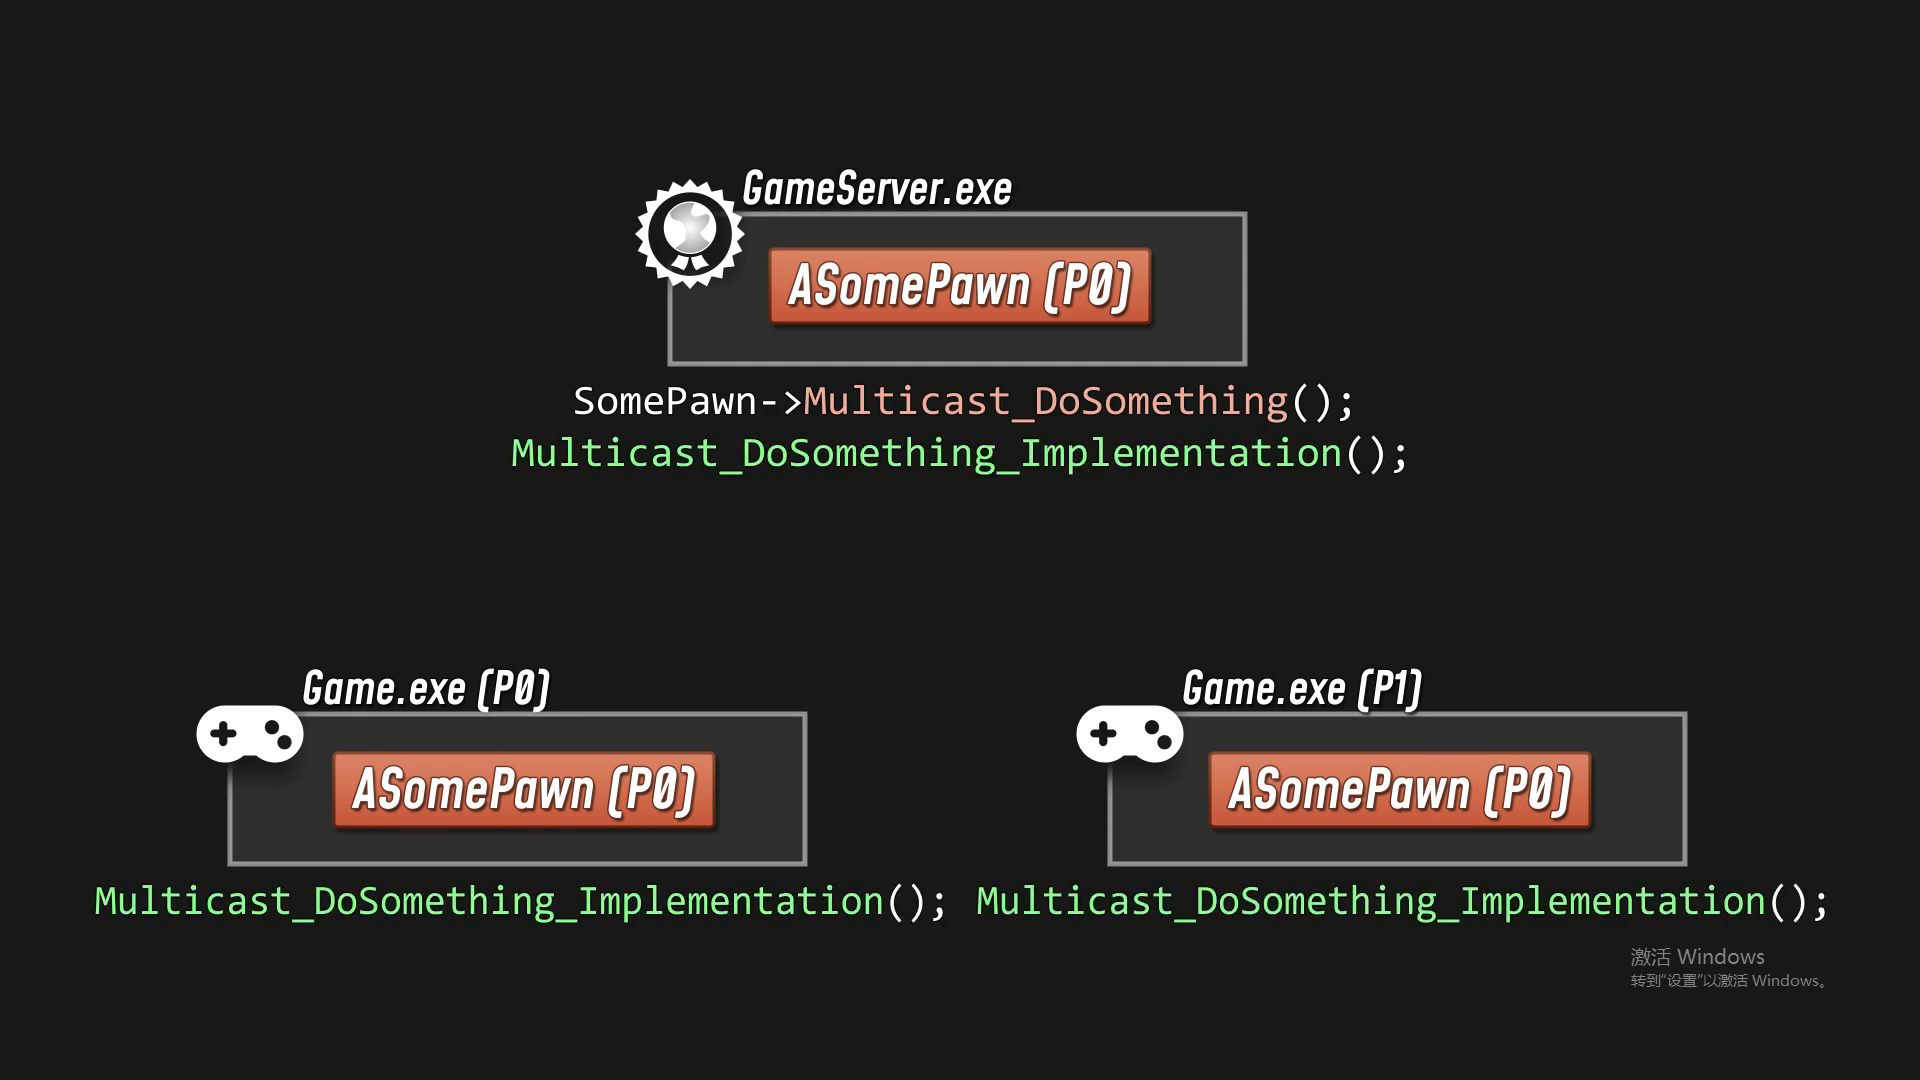 GameServer.exe
ASomePawn (P0)
SomePawn->Multicast_DoSomething();
Multicast_DoSomething_Implementation();
Game.exe (P0)
ASomePawn (P0)
Multicast_DoSomething_Implementation();
Game.exe (P1)
ASomePawn (P0)
Multicast_DoSomething_Implementation();
激活 Windows
转到“设置”以激活 Windows。